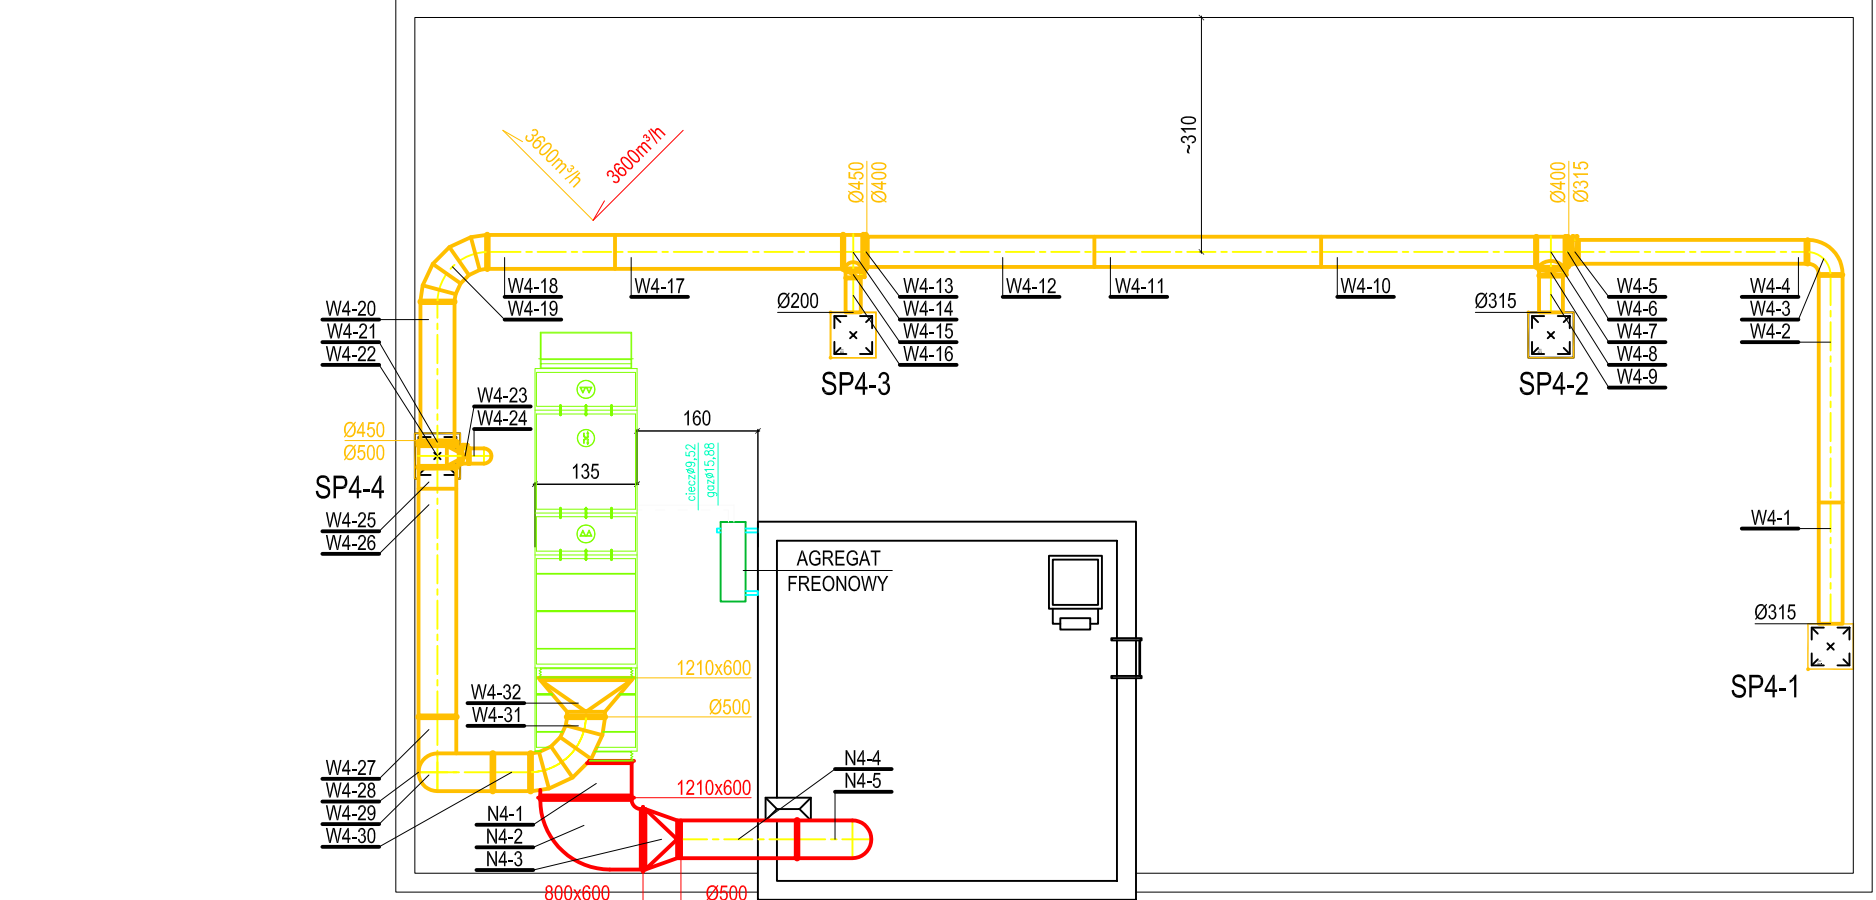 ~310
3600m³/h
3600m³/h
Ø450
Ø400
Ø400
Ø315
W4-18
W4-19
W4-17
W4-13
W4-14
W4-15
W4-16
W4-12
W4-11
W4-10
W4-5
W4-6
W4-7
W4-8
W4-9
W4-4
W4-3
W4-2
W4-20
W4-21
W4-22
Ø200
Ø315
SP4-3
SP4-2
W4-23
W4-24
160
Ø450
Ø500
135
cieczø9,52
gazø15,88
SP4-4
W4-25
W4-26
W4-1
AGREGAT
FREONOWY
Ø315
SP4-1
1210x600
Ø500
W4-32
W4-31
W4-27
W4-28
W4-29
W4-30
1210x600
N4-4
N4-5
N4-1
N4-2
N4-3
800x600
Ø500